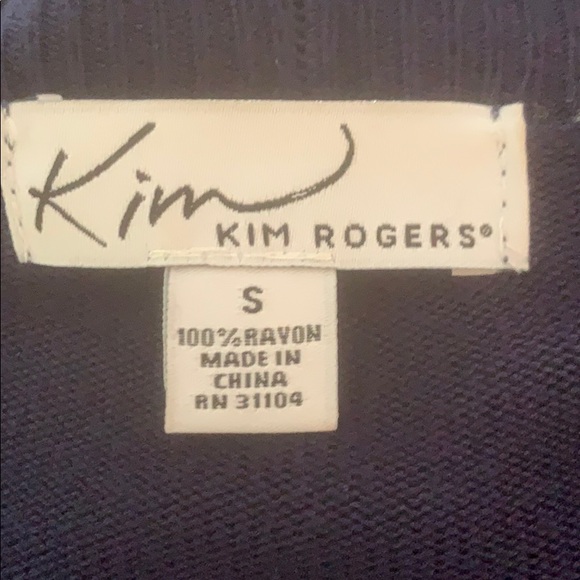 Kim
KIM ROGERS®
S
100% RAYON
MADE IN
CHINA
RN 31104